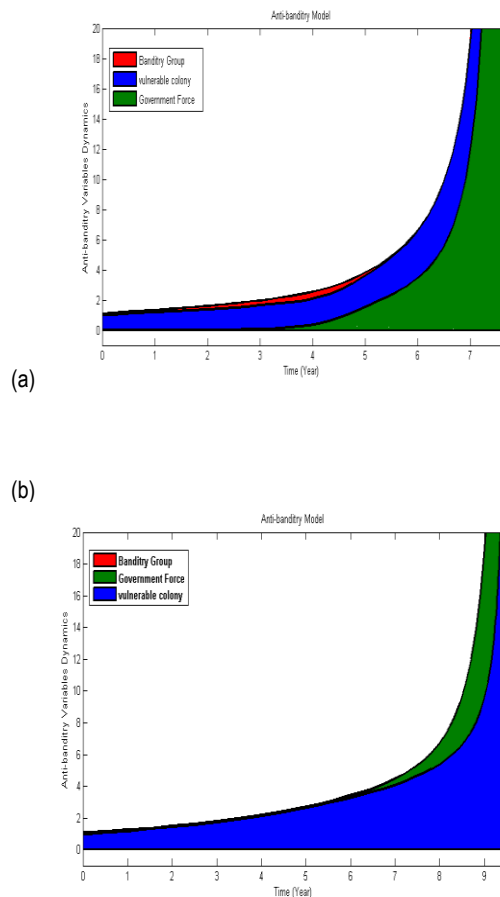 Anti-banditry Model
20
18
16
14
12
10
8
6
4
2
0
Banditry Group
vulnerable colony
Government Force
Anti-banditry Variables Dynamics
0 1 2 3 4 5 6 7
Time (Year)
(a)
(b)
Anti-banditry Model
20
18
16
14
12
10
8
6
4
2
0
Banditry Group
Government Force
vulnerable colony
Anti-banditry Variables Dynamics
0 1 2 3 4 5 6 7 8 9
Time (Year)